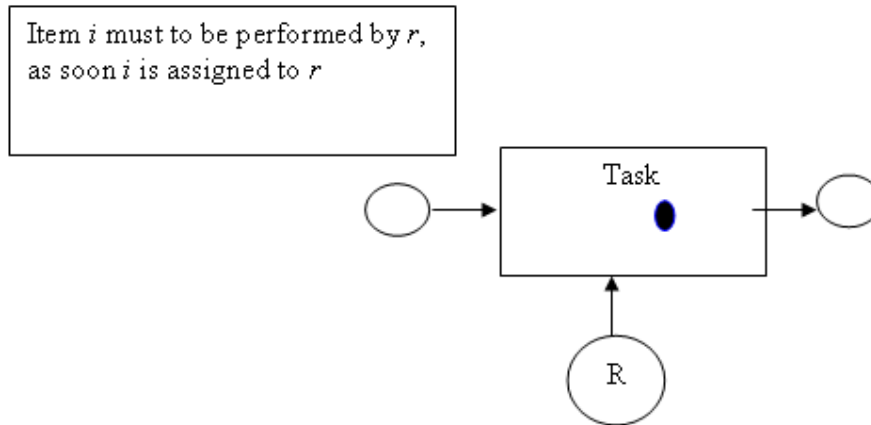 Item i must to be performed by r,
as soon i is assigned to r
Task
R